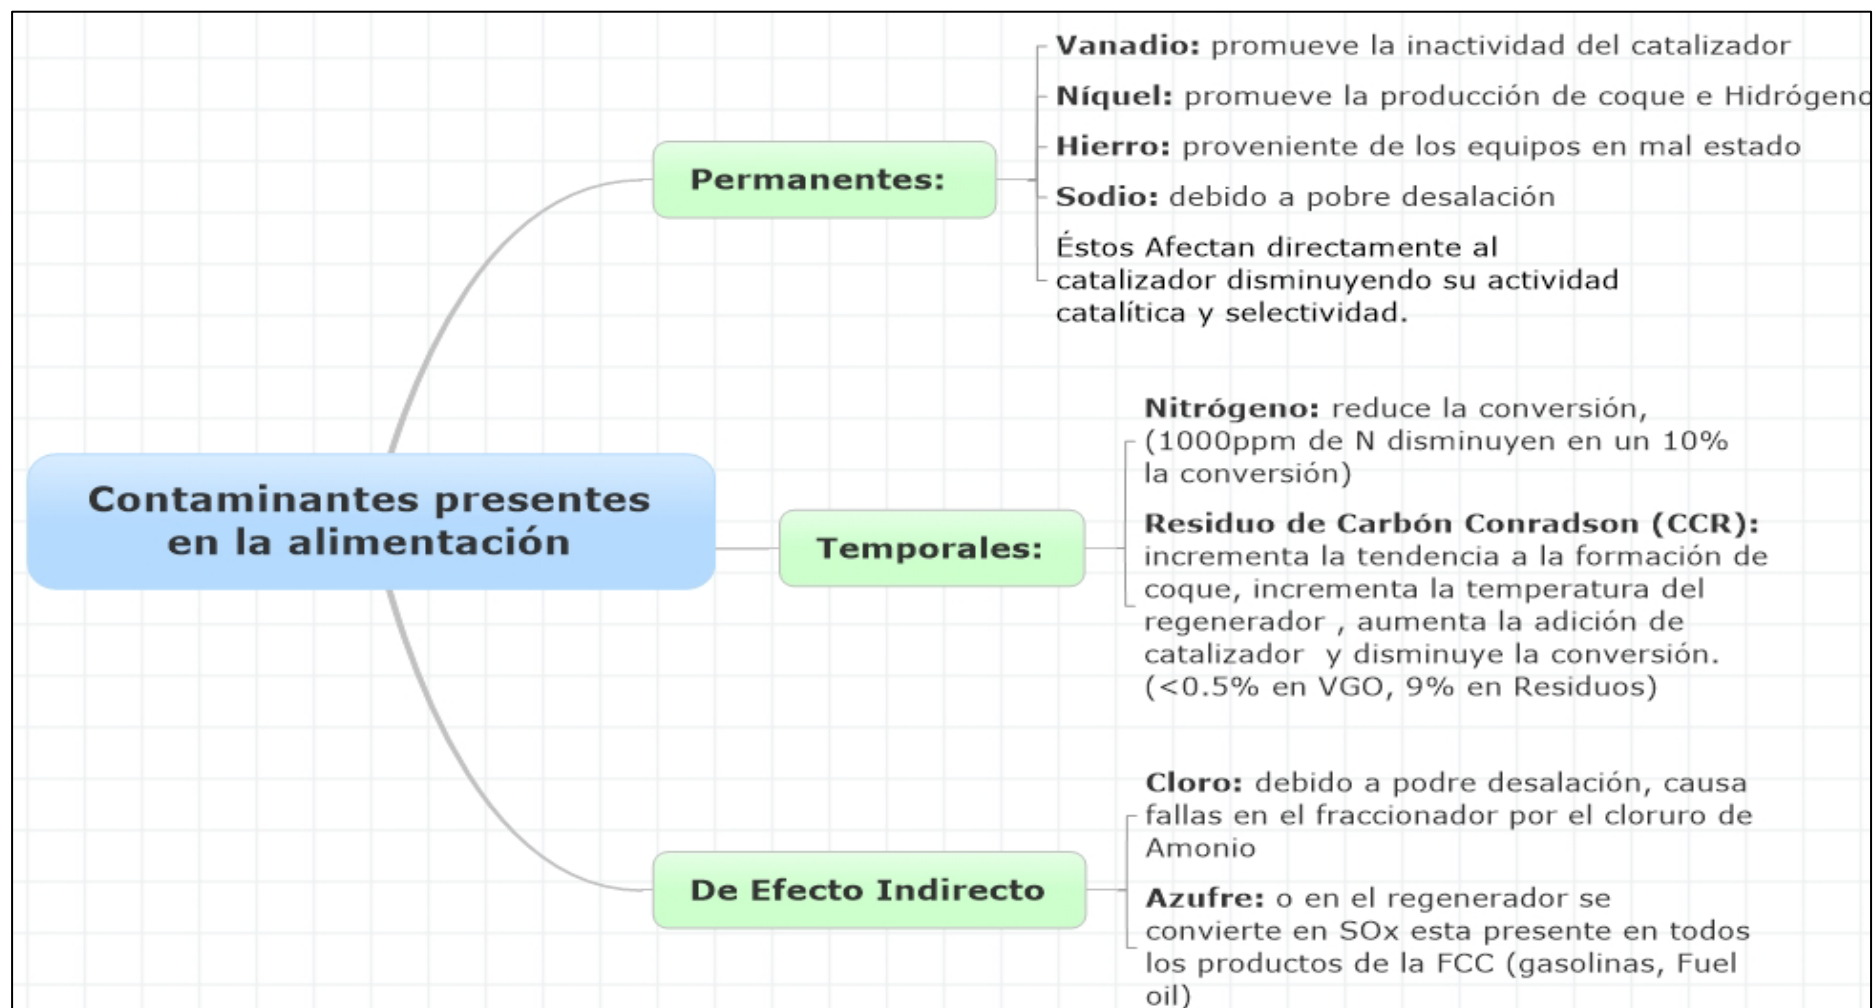 Contaminantes presentes
en la alimentación
Permanentes:
Vanadio: promueve la inactividad del catalizador
Níquel: promueve la producción de coque e Hidrógeno
Hierro: proveniente de los equipos en mal estado
Sodio: debido a pobre desalación
Éstos Afectan directamente al
catalizador disminuyendo su actividad
catalítica y selectividad.
Temporales:
Nitrógeno: reduce la conversión,
(1000ppm de N disminuyen en un 10%
la conversión)
Residuo de Carbón Conradson (CCR):
incrementa la tendencia a la formación de
coque, incrementa la temperatura del
regenerador , aumenta la adición de
catalizador  y disminuye la conversión.
(<0.5% en VGO, 9% en Residuos)
De Efecto Indirecto
Cloro: debido a podre desalación, causa
fallas en el fraccionador por el cloruro de
Amonio
Azufre: o en el regenerador se
convierte en SOx esta presente en todos
los productos de la FCC (gasolinas, Fuel
oil)